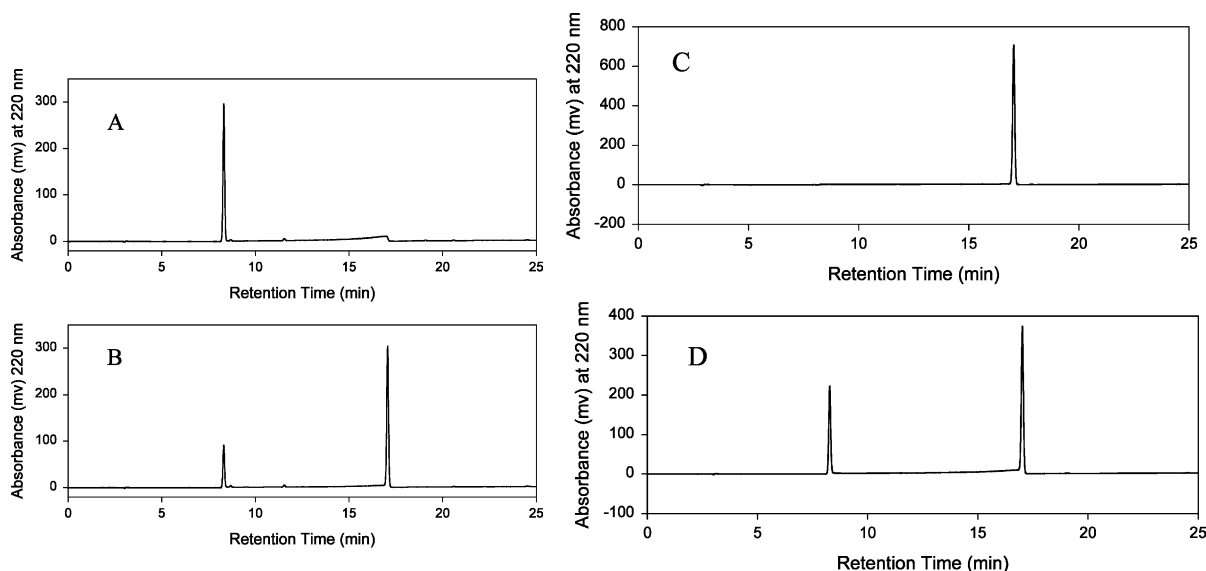 Absorbance (mv) at 220 nm
300
200
100
0
A
0 5 10 15 20 25
Retention Time (min)
Absorbance (mv) 220 nm
300
200
100
0
B
0 5 10 15 20 25
Retention Time (min)
Absorbance (mv) at 220 nm
800
600
400
200
0
-200
C
0 5 10 15 20 25
Retention Time (min)
Absorbance (mv) at 220 nm
400
300
200
100
0
-100
D
0 5 10 15 20 25
Retention Time (min)